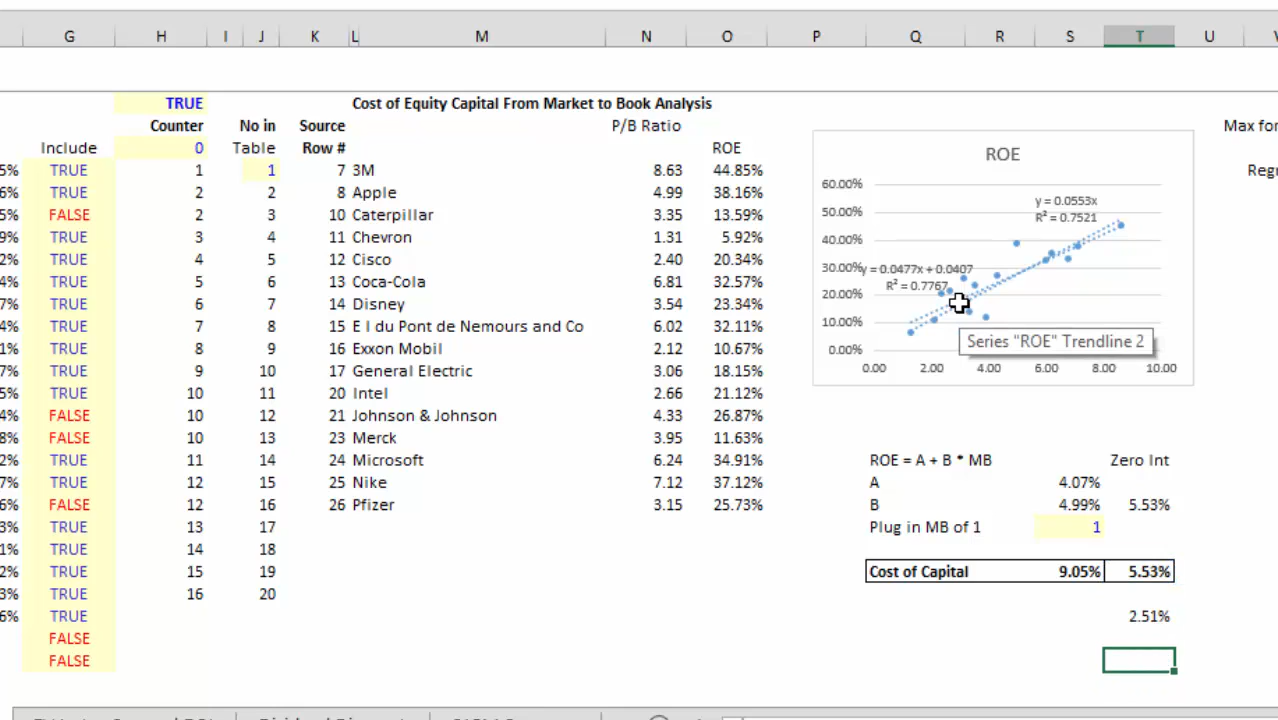 G H I J K L M N O P Q R S T U
TRUE Cost of Equity Capital From Market to Book Analysis
Counter No in Source P/B Ratio Max for
Include 0 Table Row # ROE
5% TRUE 1 1 7 3M 8.63 44.85%
6% TRUE 2 2 8 Apple 4.99 38.16%
5% FALSE 2 3 10 Caterpillar 3.35 13.59%
9% TRUE 3 4 11 Chevron 1.31 5.92%
2% TRUE 4 5 12 Cisco 2.40 20.34%
4% TRUE 5 6 13 Coca-Cola 6.81 32.57%
7% TRUE 6 7 14 Disney 3.54 23.34%
4% TRUE 7 8 15 E I du Pont de Nemours and Co 6.02 32.11%
1% TRUE 8 9 16 Exxon Mobil 2.12 10.67%
7% TRUE 9 10 17 General Electric 3.06 18.15%
5% TRUE 10 11 20 Intel 2.66 21.12%
4% FALSE 10 12 21 Johnson & Johnson 4.33 26.87%
8% FALSE 10 13 23 Merck 3.95 11.63%
2% TRUE 11 14 24 Microsoft 6.24 34.91%
7% TRUE 12 15 25 Nike 7.12 37.12%
6% FALSE 12 16 26 Pfizer 3.15 25.73%
3% TRUE 13 17
1% TRUE 14 18
2% TRUE 15 19
3% TRUE 16 20
6% TRUE
FALSE
FALSE
ROE
60.00%
50.00%
40.00%
30.00%
20.00%
10.00%
0.00%
y = 0.0553x
R² = 0.7521
y = 0.0477x + 0.0407
R² = 0.7767
Series "ROE" Trendline 2
0.00 2.00 4.00 6.00 8.00 10.00
ROE = A + B * MB Zero Int
A 4.07%
B 4.99% 5.53%
Plug in MB of 1 1
Cost of Capital 9.05% 5.53%
2.51%